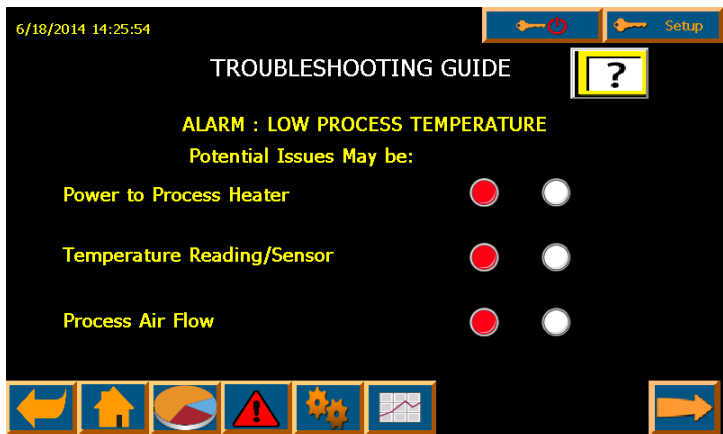 6/18/2014 14:25:54
Setup
TROUBLESHOOTING GUIDE
?
ALARM : LOW PROCESS TEMPERATURE
Potential Issues May be:
Power to Process Heater
Temperature Reading/Sensor
Process Air Flow
!